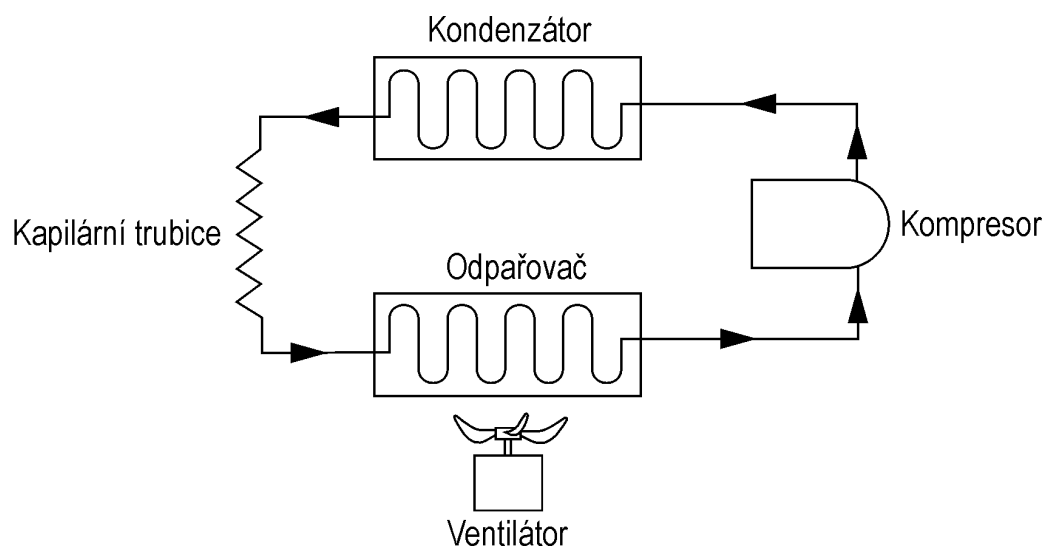 Kondenzátor
Kapilární trubice
Kompresor
Odpařovač
Ventilátor